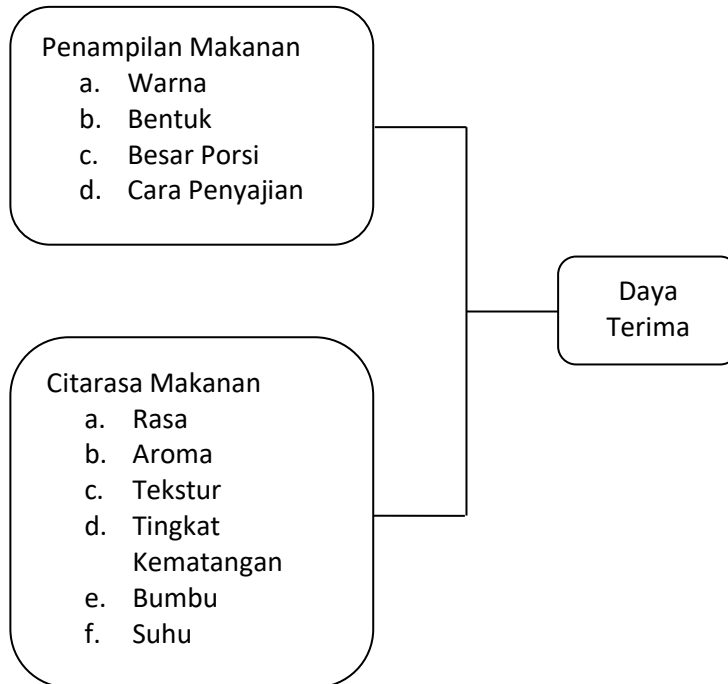 Penampilan Makanan
a. Warna
b. Bentuk
c. Besar Porsi
d. Cara Penyajian
Daya
Terima
Citarasa Makanan
a. Rasa
b. Aroma
c. Tekstur
d. Tingkat
Kematangan
e. Bumbu
f. Suhu